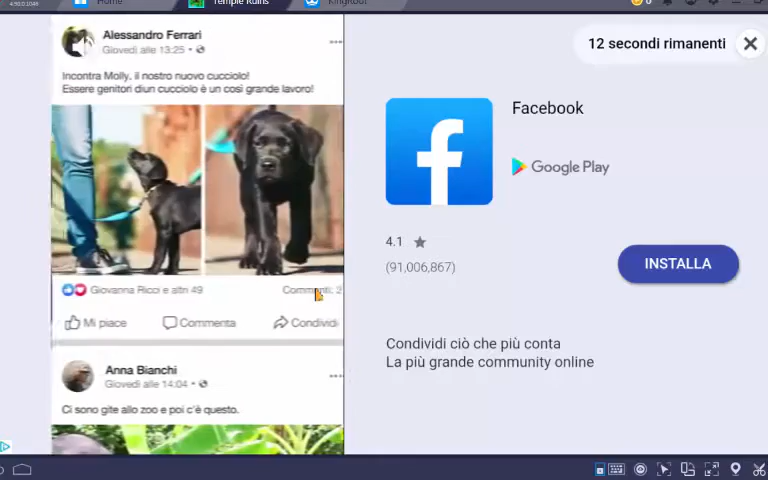 Home
Temple Ruins
KingRoot
Alessandro Ferrari
Giovedì alle 13:25
Incontra Molly, il nostro nuovo cucciolo!
Essere genitori diun cucciolo è un così grande lavoro!
Giovanna Ricci e altri 49
Commenti: 2
Mi piace
Commenta
Condividi
Anna Bianchi
Giovedì alle 14:04
Ci sono gite allo zoo e poi c'è questo.
12 secondi rimanenti
Facebook
Google Play
4.1
(91,006,867)
INSTALLA
Condividi ciò che più conta
La più grande community online